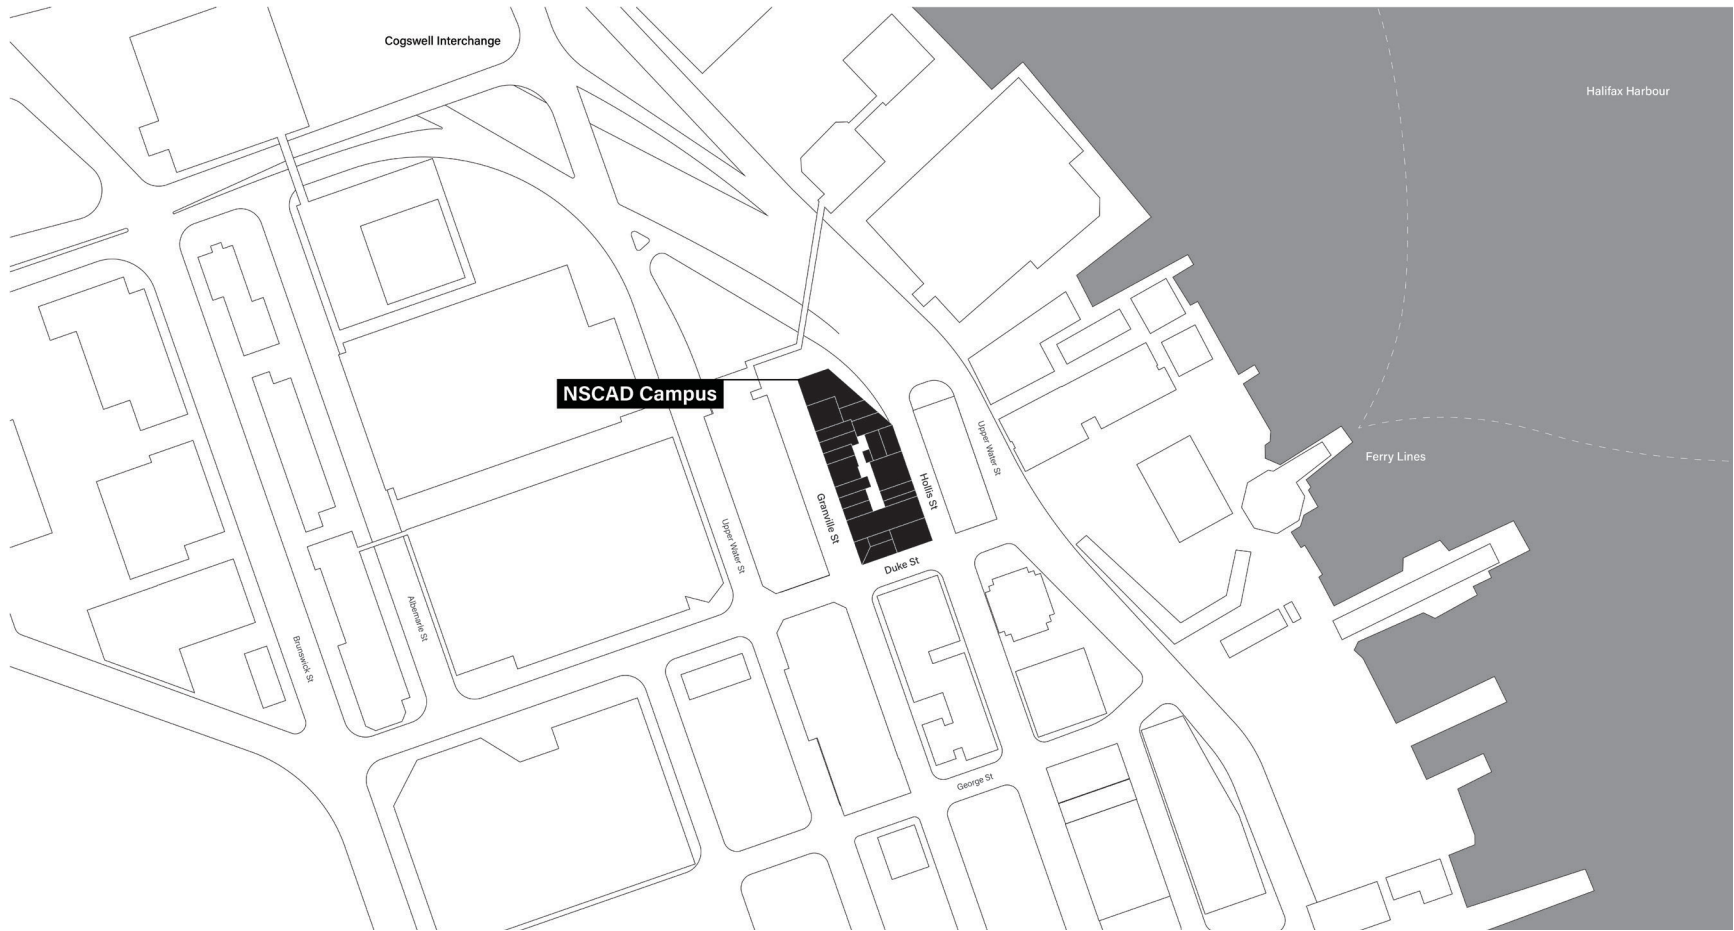 Cogswell Interchange
Halifax Harbour
NSCAD Campus
Upper Water St
Ferry Lines
Hollis St
Granville St
Upper Water St
Duke St
Albemarle St
Brunswick St
George St